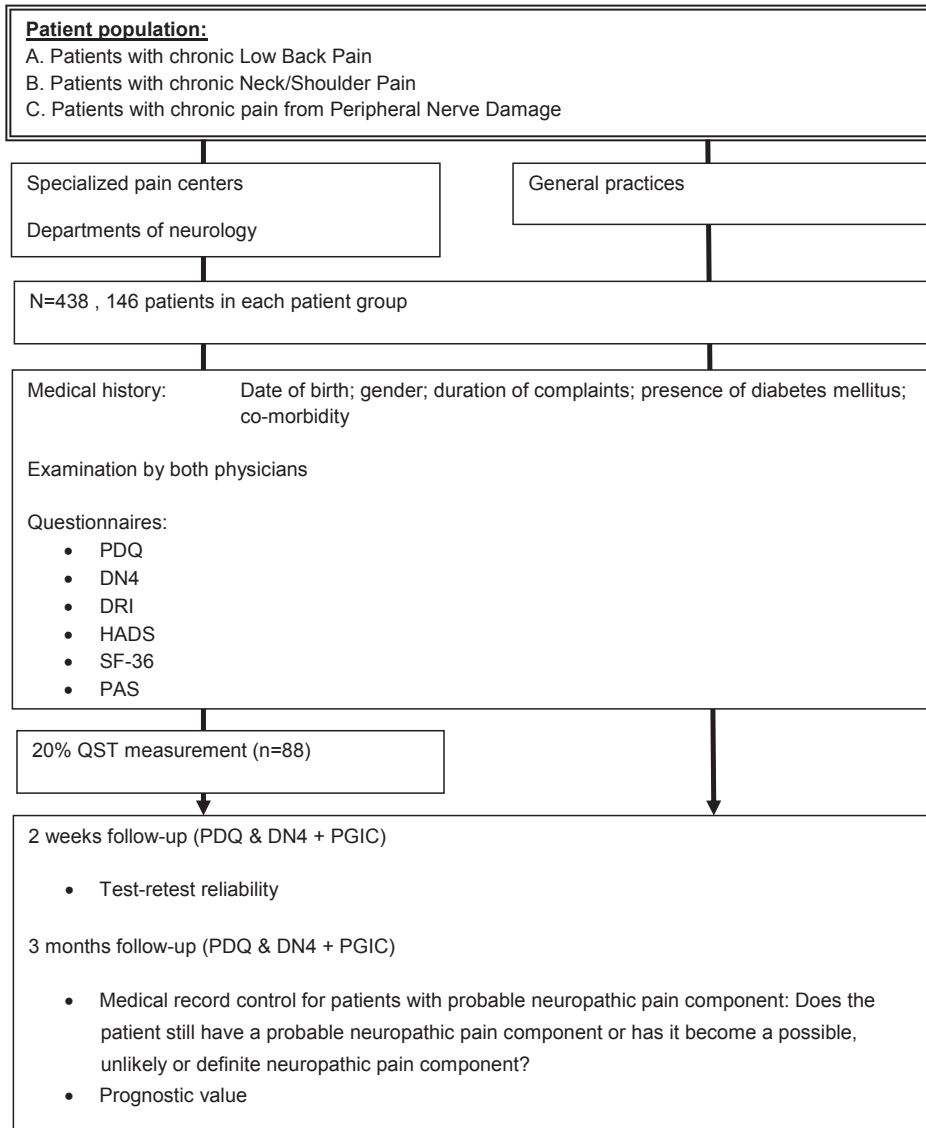 Patient population:
A. Patients with chronic Low Back Pain
B. Patients with chronic Neck/Shoulder Pain
C. Patients with chronic pain from Peripheral Nerve Damage
Specialized pain centers
Departments of neurology
General practices
N=438 , 146 patients in each patient group
Medical history: Date of birth; gender; duration of complaints; presence of diabetes mellitus;
co-morbidity
Examination by both physicians
Questionnaires:
• PDQ
• DN4
• DRI
• HADS
• SF-36
• PAS
20% QST measurement (n=88)
2 weeks follow-up (PDQ & DN4 + PGIC)
• Test-retest reliability
3 months follow-up (PDQ & DN4 + PGIC)
• Medical record control for patients with probable neuropathic pain component: Does the
patient still have a probable neuropathic pain component or has it become a possible,
unlikely or definite neuropathic pain component?
• Prognostic value